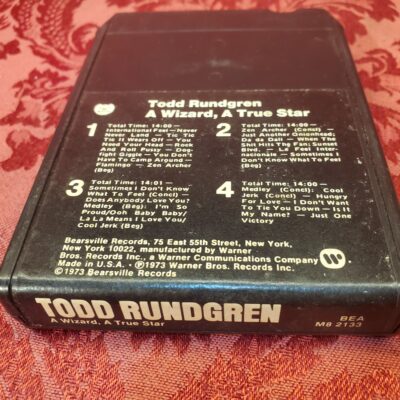 Todd Rundgren
A Wizard, A True Star
1
Total Time: 14:00 —
International Feel — Never
Never Land — Tic Tic
Tic It Wears Off — You
Need Your Head — Rock
And Roll Pussy — Dog-
fight Giggle — You Don't
Have To Camp Around —
Flamingo — Zen Archer
(Beg)
2
Total Time: 14:00 —
Zen Archer (Concl) —
Just Another Onionhead;
Da da Dali — When The
Shit Hits The Fan; Sunset
Blvd. — Le Feel Inter-
nationale — Sometimes I
Don't Know What To Feel
(Beg)
3
Total Time: 14:01 —
Sometimes I Don't Know
What To Feel (Concl) —
Does Anybody Love You?
Medley (Beg): I'm So
Proud/Ooh Baby Baby/
La La Means I Love You/
Cool Jerk (Beg)
4
Total Time: 14:00 —
Medley (Concl): Cool
Jerk (Concl) — Hungry
For Love — I Don't Want
To Tie You Down — Is It
My Name? — Just One
Victory
Bearsville Records, 75 East 55th Street, New York,
New York 10022, manufactured by Warner
Bros. Records Inc., a Warner Communications Company
Made in U.S.A. • ℗1973 Warner Bros. Records Inc.
©1973 Bearsville Records
TODD RUNDGREN
A Wizard, A True Star
BEA
M8 2133